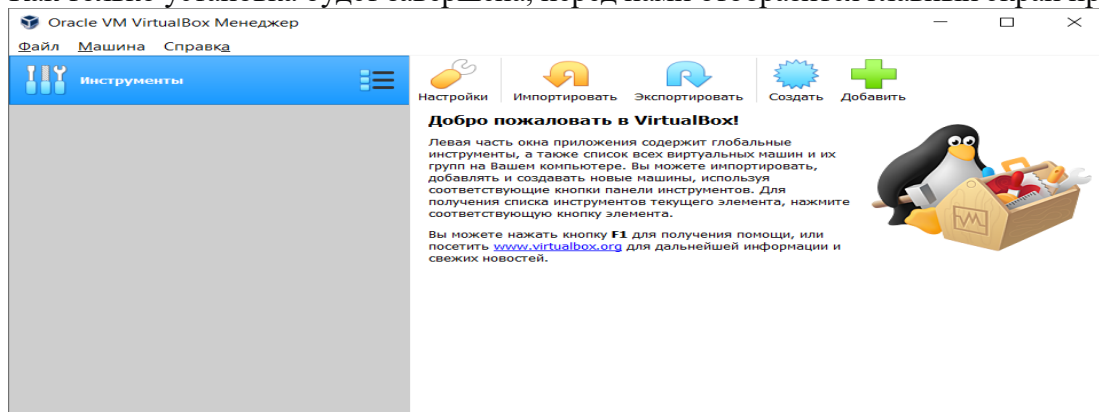 Oracle VM VirtualBox Менеджер
Файл Машина Справка
Инструменты
Настройки Импортировать Экспортировать Создать Добавить
Добро пожаловать в VirtualBox!
Левая часть окна приложения содержит глобальные
инструменты, а также список всех виртуальных машин и их
групп на Вашем компьютере. Вы можете импортировать,
добавлять и создавать новые машины, используя
соответствующие кнопки панели инструментов. Для
получения списка инструментов текущего элемента, нажмите
соответствующую кнопку элемента.
Вы можете нажать кнопку F1 для получения помощи, или
посетить www.virtualbox.org для дальнейшей информации и
свежих новостей.